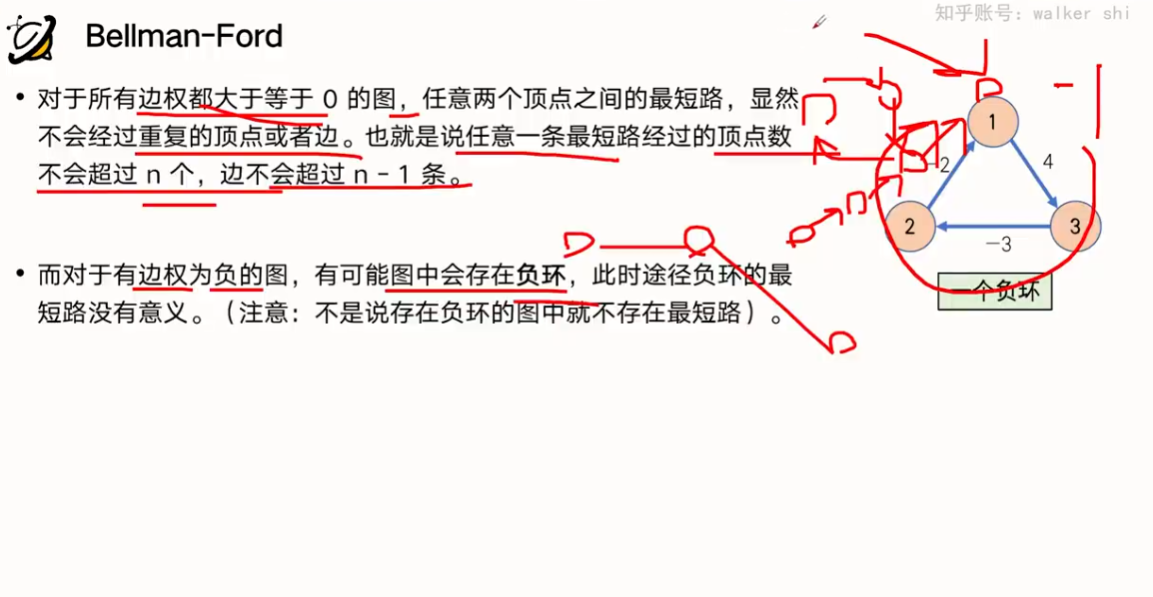 知乎账号：walker shi
Bellman-Ford
• 对于所有边权都大于等于 0 的图，任意两个顶点之间的最短路，显然
不会经过重复的顶点或者边。也就是说任意一条最短路经过的顶点数
不会超过 n 个，边不会超过 n - 1 条。
• 而对于有边权为负的图，有可能图中会存在负环，此时途径负环的最
短路没有意义。（注意：不是说存在负环的图中就不存在最短路）。
-1
1
-2
4
2
3
-3
一个负环